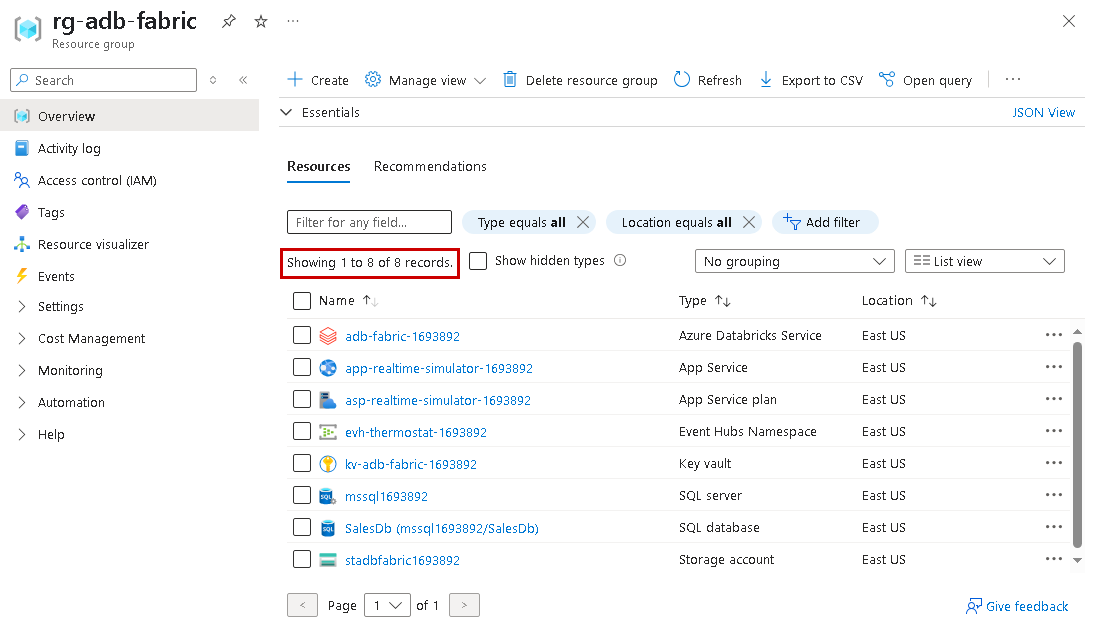 rg-adb-fabric
Resource group
Search
Overview
Activity log
Access control (IAM)
Tags
Resource visualizer
Events
Settings
Cost Management
Monitoring
Automation
Help
Create Manage view Delete resource group Refresh Export to CSV Open query
Essentials JSON View
Resources Recommendations
Filter for any field... Type equals all Location equals all Add filter
Showing 1 to 8 of 8 records. Show hidden types No grouping List view
Name Type Location
adb-fabric-1693892 Azure Databricks Service East US
app-realtime-simulator-1693892 App Service East US
asp-realtime-simulator-1693892 App Service plan East US
evh-thermostat-1693892 Event Hubs Namespace East US
kv-adb-fabric-1693892 Key vault East US
mssql1693892 SQL server East US
SalesDb (mssql1693892/SalesDb) SQL database East US
stadbfabric1693892 Storage account East US
< Page 1 of 1 > Give feedback